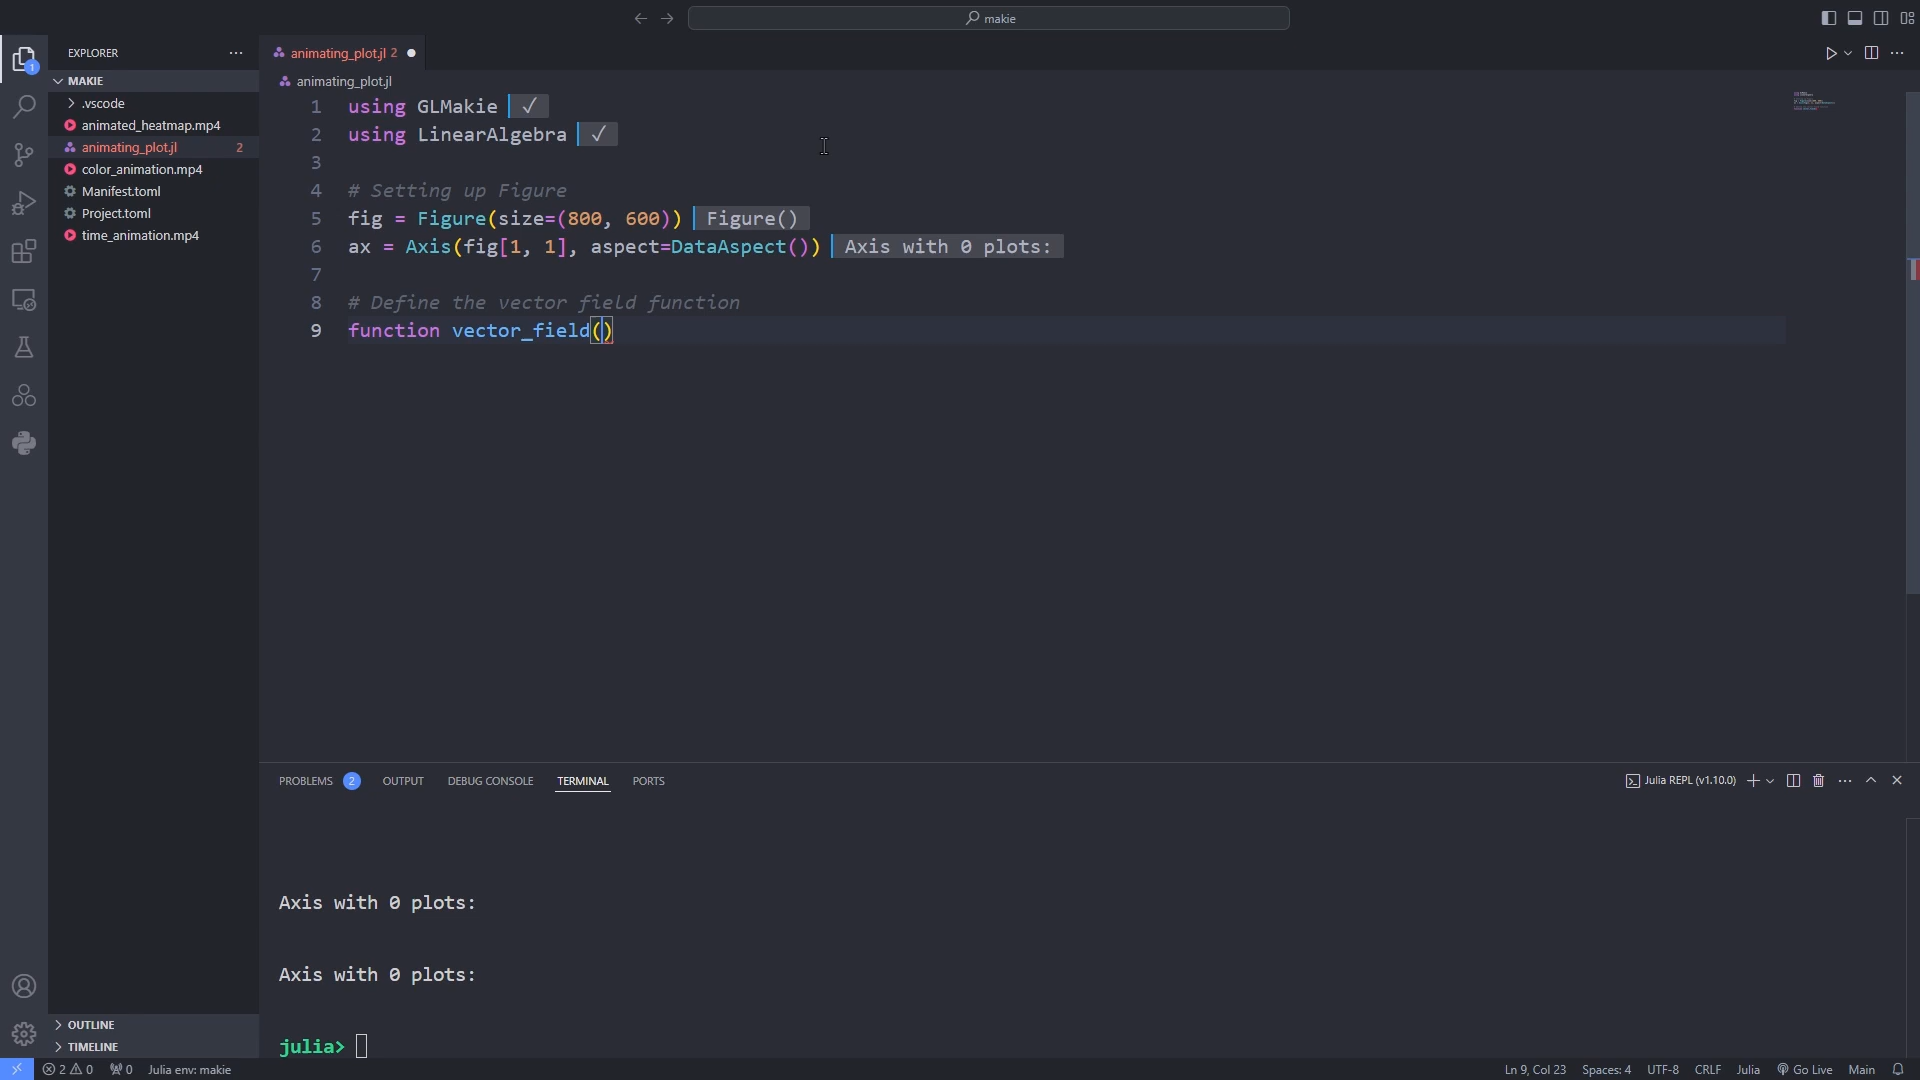 makie
EXPLORER
animating_plot.jl 2
MAKIE
animating_plot.jl
.vscode
animated_heatmap.mp4
animating_plot.jl 2
color_animation.mp4
Manifest.toml
Project.toml
time_animation.mp4
1 using GLMakie ✓
2 using LinearAlgebra ✓
3
4 # Setting up Figure
5 fig = Figure(size=(800, 600)) Figure()
6 ax = Axis(fig[1, 1], aspect=DataAspect()) Axis with 0 plots:
7
8 # Define the vector field function
9 function vector_field()
1
PROBLEMS 2 OUTPUT DEBUG CONSOLE TERMINAL PORTS
Julia REPL (v1.10.0)
Axis with 0 plots:
Axis with 0 plots:
julia>
OUTLINE
TIMELINE
2 0 0 Julia env: makie
Ln 9, Col 23 Spaces: 4 UTF-8 CRLF Julia Go Live Main